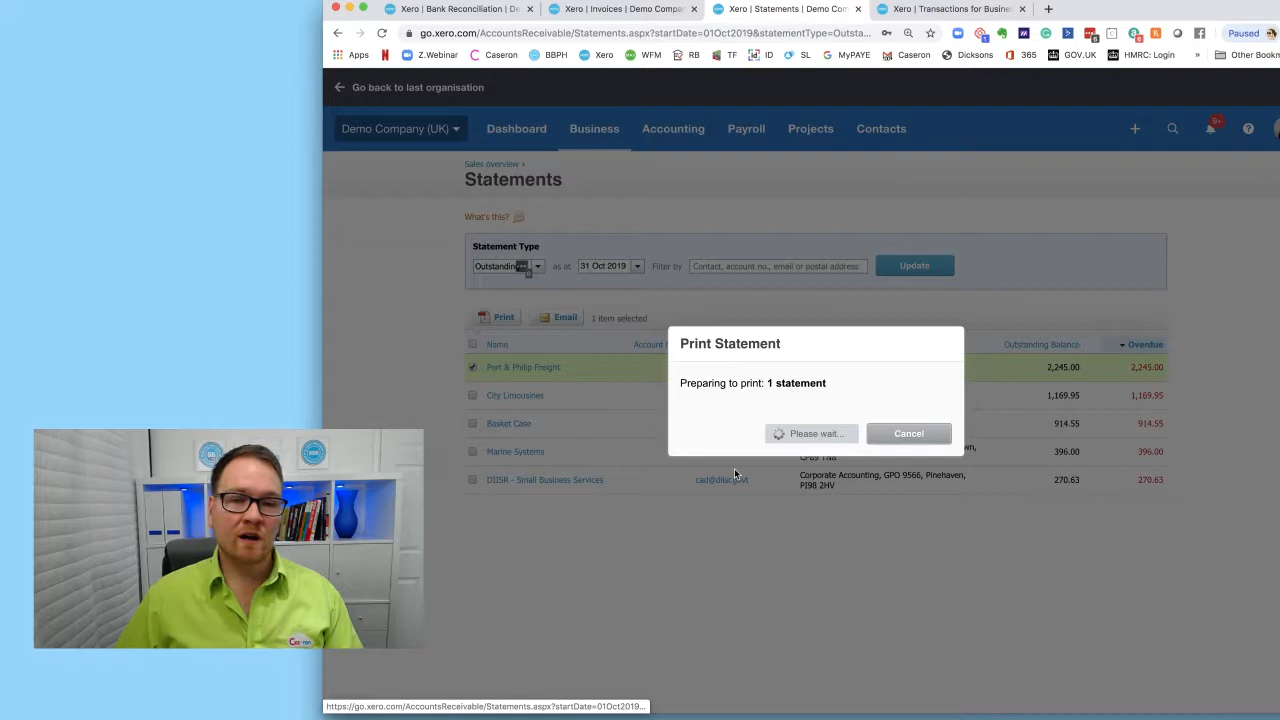 Xero | Bank Reconciliation | De
Xero | Invoices | Demo Compa
Xero | Statements | Demo Com
Xero | Transactions for Busine
go.xero.com/AccountsReceivable/Statements.aspx?startDate=01Oct2019&statementType=Outsta...
Paused
Apps
Z.Webinar
Caseron
BBPH
Xero
WFM
RB
TF
ID
SL
MyPAYE
Caseron
Dicksons
365
GOV.UK
HMRC: Login
»
Other Bookm
Go back to last organisation
Demo Company (UK)
Dashboard
Business
Accounting
Payroll
Projects
Contacts
9+
Sales overview ›
Statements
What's this?
Statement Type
Outstandin
as at
31 Oct 2019
Filter by
Contact, account no., email or postal address
Update
Print
Email
1 item selected
Name
Account
Outstanding Balance
Overdue
Port & Philip Freight
2,245.00
2,245.00
City Limousines
1,169.95
1,169.95
Basket Case
914.55
914.55
Marine Systems
396.00
396.00
DIISR - Small Business Services
Corporate Accounting, GPO 9566, Pinehaven,
PI98 2HV
270.63
270.63
Print Statement
Preparing to print: 1 statement
Please wait...
Cancel
https://go.xero.com/AccountsReceivable/Statements.aspx?startDate=01Oct2019...